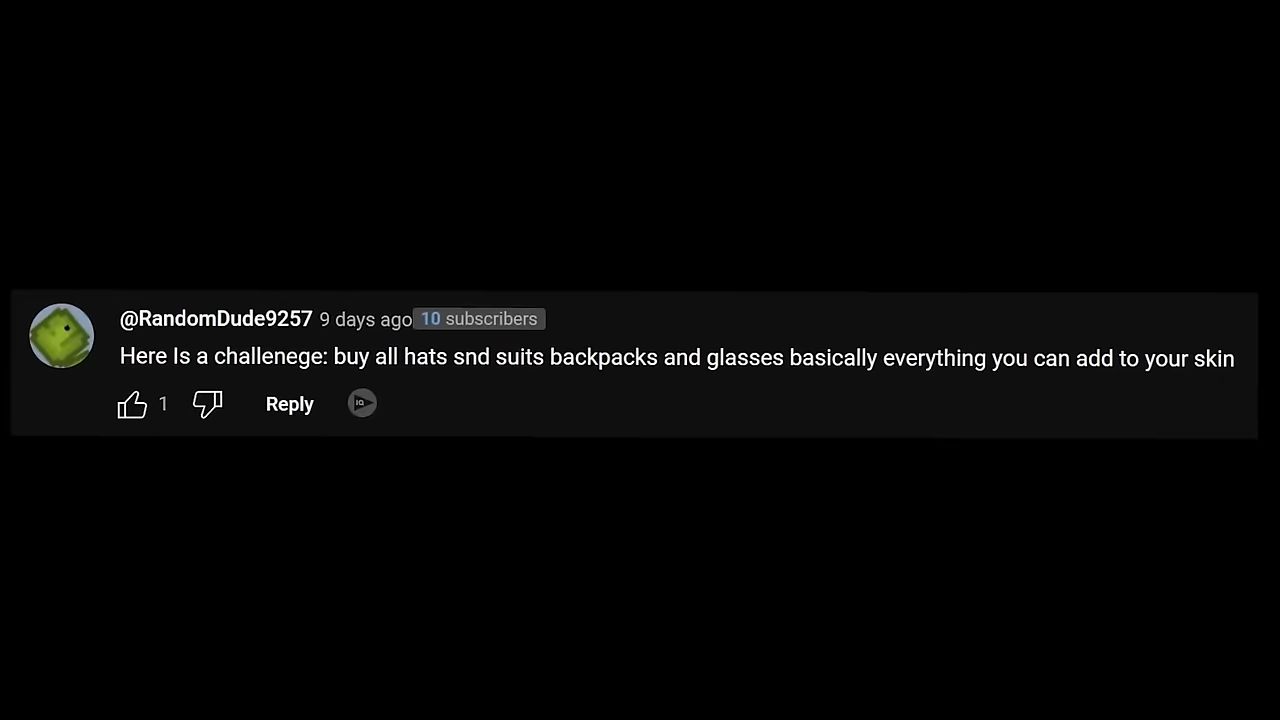 @RandomDude9257 9 days ago 10 subscribers
Here Is a challenege: buy all hats snd suits backpacks and glasses basically everything you can add to your skin
1 Reply IQ